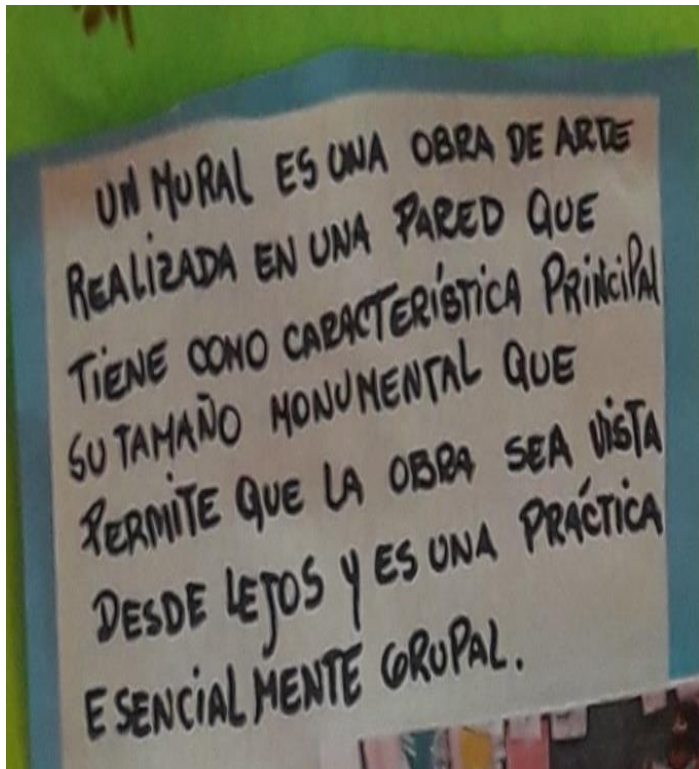 UN MURAL ES UNA OBRA DE ARTE
REALIZADA EN UNA PARED QUE
TIENE COMO CARACTERÍSTICA PRINCIPAL
SU TAMAÑO MONUMENTAL QUE
PERMITE QUE LA OBRA SEA VISTA
DESDE LEJOS Y ES UNA PRÁCTICA
ESENCIALMENTE GRUPAL.